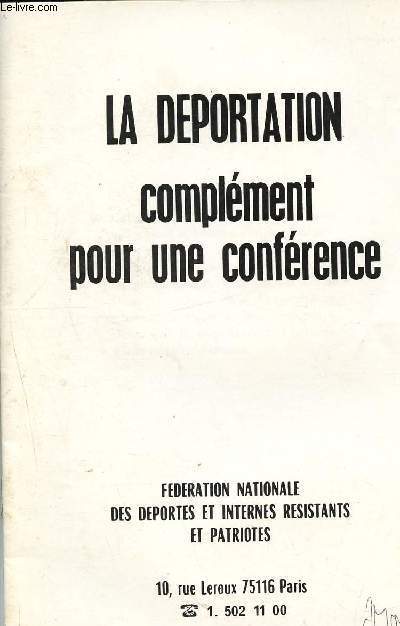 Le-livre.com
LA DEPORTATION
complément
pour une conférence
FEDERATION NATIONALE
DES DEPORTES ET INTERNES RESISTANTS
ET PATRIOTES
10, rue Leroux 75116 Paris
☎ 1. 502 11 00